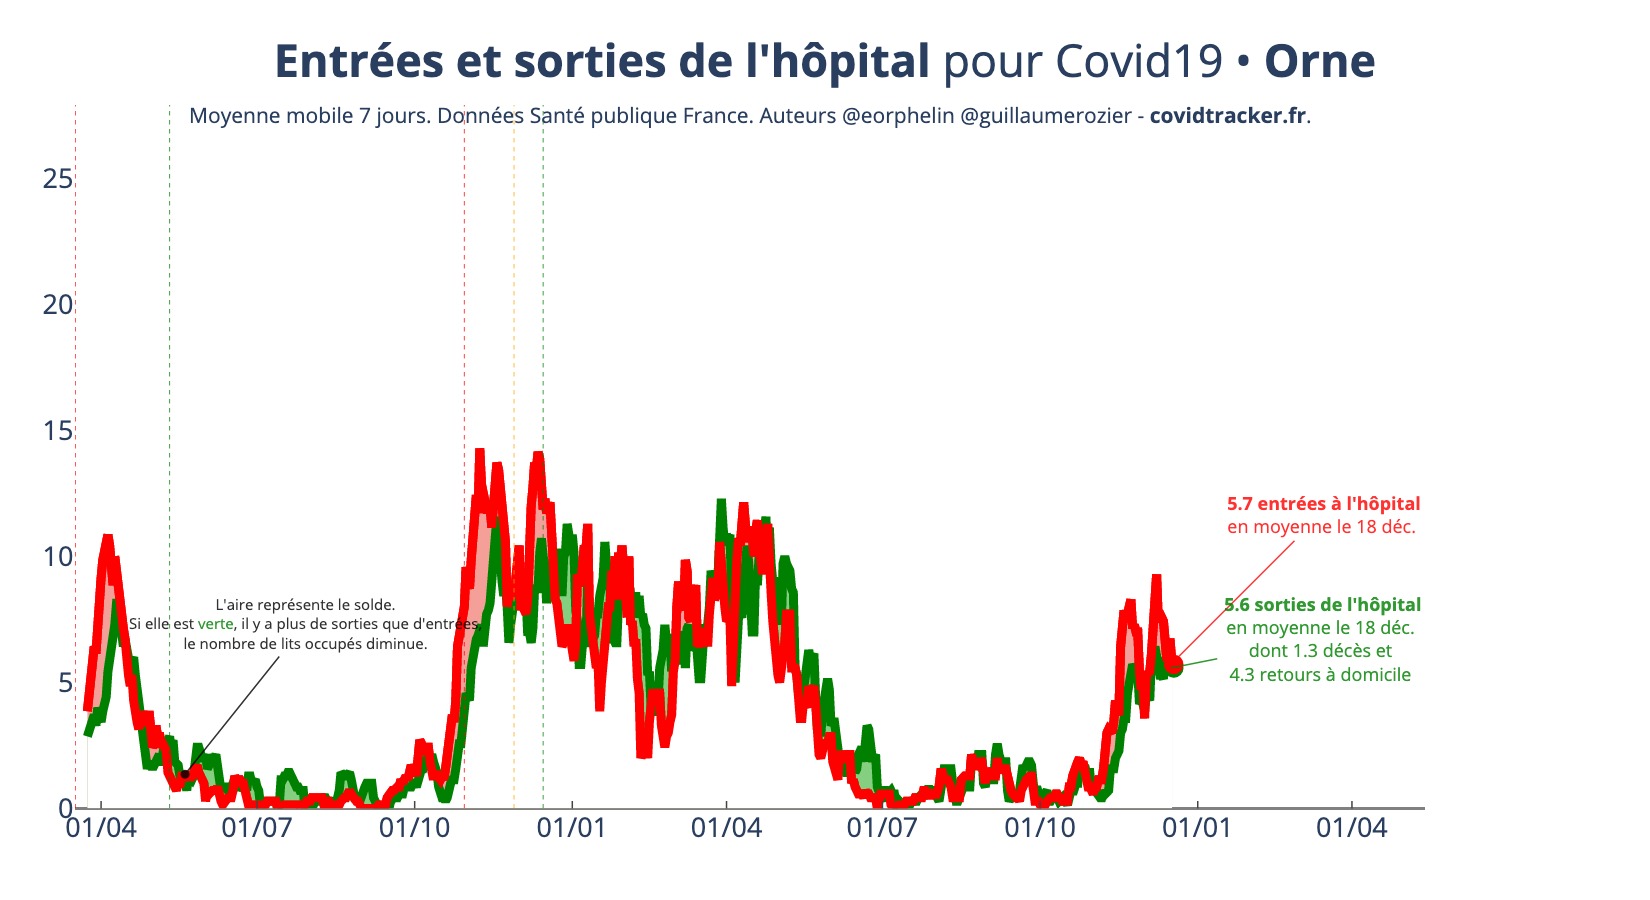 Entrées et sorties de l'hôpital pour Covid19 • Orne
Moyenne mobile 7 jours. Données Santé publique France. Auteurs @eorphelin @guillaumerozier - covidtracker.fr.
25
20
15
10
5
0
5.7 entrées à l'hôpital
en moyenne le 18 déc.
5.6 sorties de l'hôpital
en moyenne le 18 déc.
dont 1.3 décès et
4.3 retours à domicile
L'aire représente le solde.
Si elle est verte, il y a plus de sorties que d'entrées,
le nombre de lits occupés diminue.
01/04 01/07 01/10 01/01 01/04 01/07 01/10 01/01 01/04